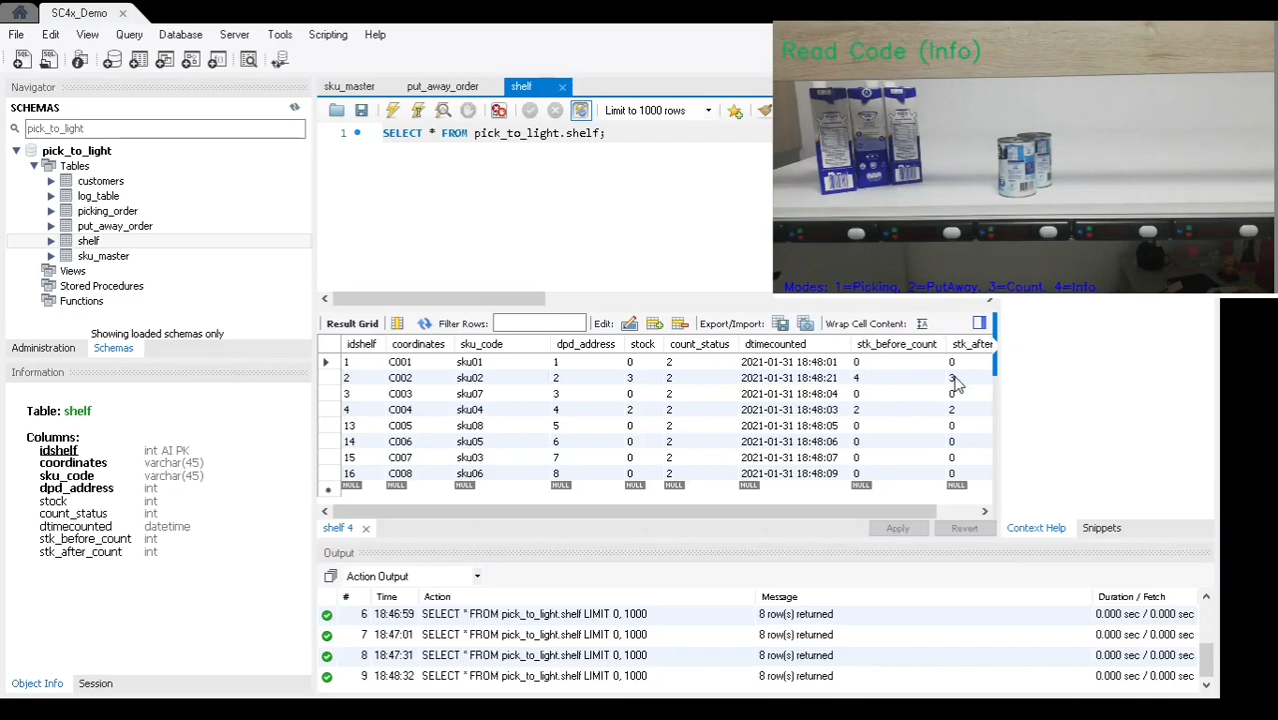 SC4x_Demo
File Edit View Query Database Server Tools Scripting Help
Navigator
SCHEMAS
pick_to_light
pick_to_light
Tables
customers
log_table
picking_order
put_away_order
shelf
sku_master
Views
Stored Procedures
Functions
Showing loaded schemas only
Administration Schemas
Information
Table: shelf
Columns:
idshelf int AI PK
coordinates varchar(45)
sku_code varchar(45)
dpd_address int
stock int
count_status int
dtimecounted datetime
stk_before_count int
stk_after_count int
Object Info Session
sku_master put_away_order shelf
Limit to 1000 rows
1 SELECT * FROM pick_to_light.shelf;
Read Code (Info)
Modes: 1=Picking, 2=PutAway, 3=Count, 4=Info
Result Grid Filter Rows: Edit: Export/Import: Wrap Cell Content:
idshelf coordinates sku_code dpd_address stock count_status dtimecounted stk_before_count stk_after
1 C001 sku01 1 0 2 2021-01-31 18:48:01 0 0
2 C002 sku02 2 3 2 2021-01-31 18:48:21 4 3
3 C003 sku07 3 0 2 2021-01-31 18:48:04 0 0
4 C004 sku04 4 2 2 2021-01-31 18:48:03 2 2
13 C005 sku08 5 0 2 2021-01-31 18:48:05 0 0
14 C006 sku05 6 0 2 2021-01-31 18:48:06 0 0
15 C007 sku03 7 0 2 2021-01-31 18:48:07 0 0
16 C008 sku06 8 0 2 2021-01-31 18:48:09 0 0
NULL NULL NULL NULL NULL NULL NULL NULL NULL
shelf 4
Apply Revert
Context Help Snippets
Output
Action Output
# Time Action Message Duration / Fetch
6 18:46:59 SELECT * FROM pick_to_light.shelf LIMIT 0, 1000 8 row(s) returned 0.000 sec / 0.000 sec
7 18:47:01 SELECT * FROM pick_to_light.shelf LIMIT 0, 1000 8 row(s) returned 0.000 sec / 0.000 sec
8 18:47:31 SELECT * FROM pick_to_light.shelf LIMIT 0, 1000 8 row(s) returned 0.000 sec / 0.000 sec
9 18:48:32 SELECT * FROM pick_to_light.shelf LIMIT 0, 1000 8 row(s) returned 0.000 sec / 0.000 sec